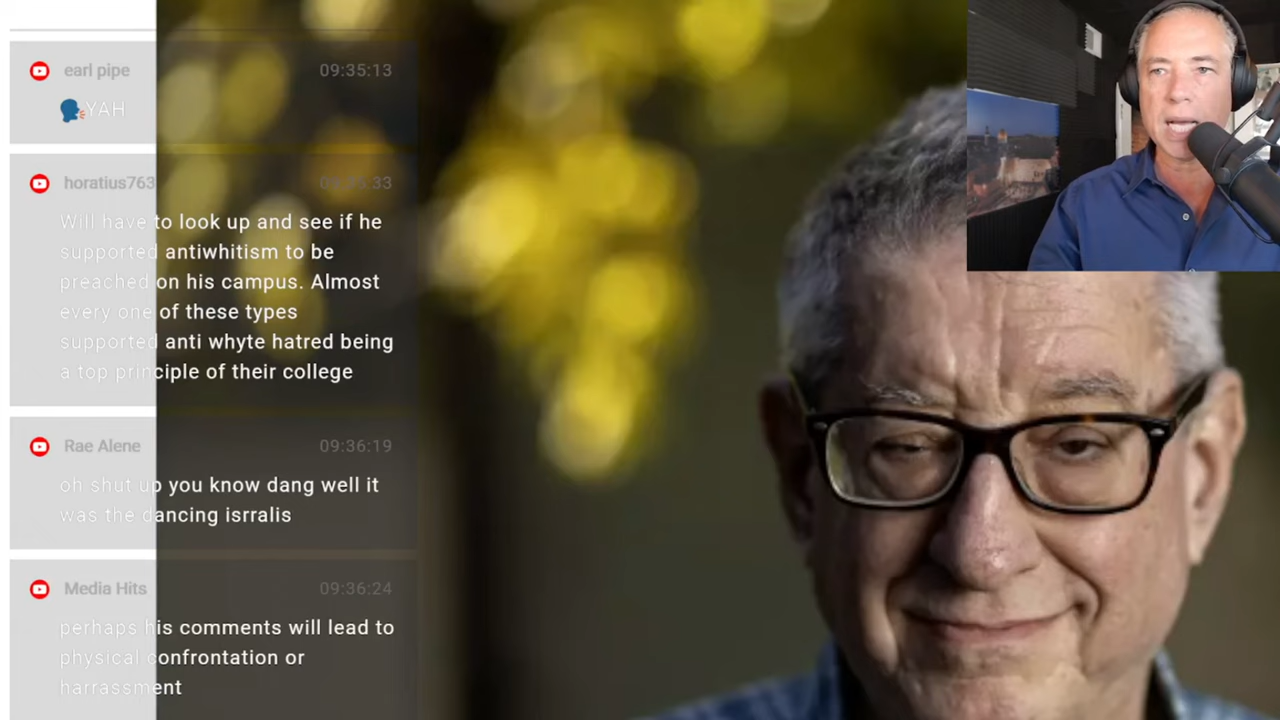 earl pipe 09:35:13
🗣YAH
horatius763 09:35:33
Will have to look up and see if he
supported antiwhitism to be
preached on his campus. Almost
every one of these types
supported anti whyte hatred being
a top principle of their college
Rae Alene 09:36:19
oh shut up you know dang well it
was the dancing isrralis
Media Hits 09:36:24
perhaps his comments will lead to
physical confrontation or
harrassment